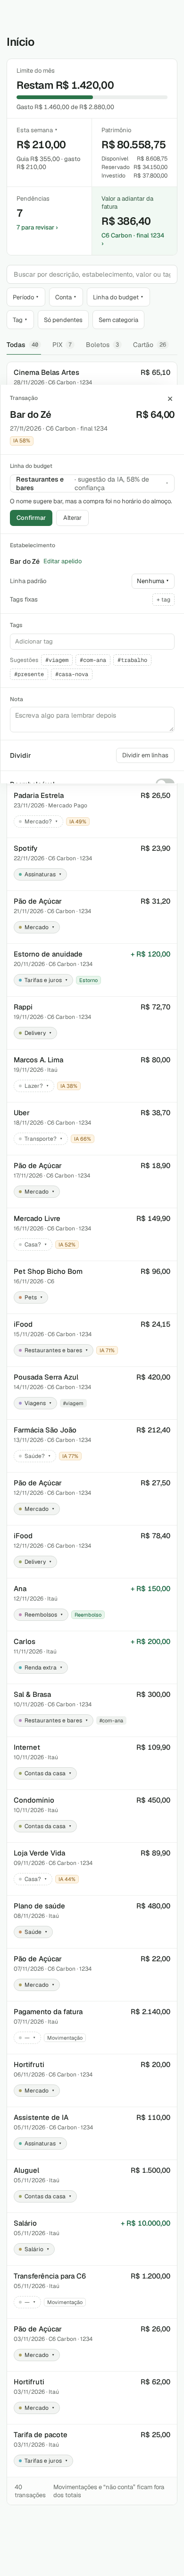 Início
Limite do mês
Restam R$ 1.420,00
Gasto R$ 1.460,00 de R$ 2.880,00
Esta semana
R$ 210,00
Guia R$ 355,00 · gasto
R$ 210,00
Patrimônio
R$ 80.558,75
Disponível R$ 8.608,75
Reservado R$ 34.150,00
Investido R$ 37.800,00
Pendências
7
7 para revisar ›
Valor a adiantar da
fatura
R$ 386,40
C6 Carbon · final 1234
›
Buscar por descrição, estabelecimento, valor ou tag
Período
Conta
Linha do budget
Tag
Só pendentes
Sem categoria
Todas 40
PIX 7
Boletos 3
Cartão 26
Cinema Belas Artes R$ 65,10
28/11/2026 · C6 Carbon · 1234
Transação ×
Bar do Zé R$ 64,00
27/11/2026 · C6 Carbon · final 1234
IA 58%
Linha do budget
Restaurantes e bares · sugestão da IA, 58% de confiança
O nome sugere bar, mas a compra foi no horário do almoço.
Confirmar
Alterar
Estabelecimento
Bar do Zé Editar apelido
Linha padrão Nenhuma
Tags fixas + tag
Tags
Adicionar tag
Sugestões #viagem #com-ana #trabalho
#presente #casa-nova
Nota
Escreva algo para lembrar depois
Dividir Dividir em linhas
Padaria Estrela R$ 26,50
23/11/2026 · Mercado Pago
Mercado? IA 49%
Spotify R$ 23,90
22/11/2026 · C6 Carbon · 1234
Assinaturas
Pão de Açúcar R$ 31,20
21/11/2026 · C6 Carbon · 1234
Mercado
Estorno de anuidade + R$ 120,00
20/11/2026 · C6 Carbon · 1234
Tarifas e juros Estorno
Rappi R$ 72,70
19/11/2026 · C6 Carbon · 1234
Delivery
Marcos A. Lima R$ 80,00
19/11/2026 · Itaú
Lazer? IA 38%
Uber R$ 38,70
18/11/2026 · C6 Carbon · 1234
Transporte? IA 66%
Pão de Açúcar R$ 18,90
17/11/2026 · C6 Carbon · 1234
Mercado
Mercado Livre R$ 149,90
16/11/2026 · C6 Carbon · 1234
Casa? IA 52%
Pet Shop Bicho Bom R$ 96,00
16/11/2026 · C6
Pets
iFood R$ 24,15
15/11/2026 · C6 Carbon · 1234
Restaurantes e bares IA 71%
Pousada Serra Azul R$ 420,00
14/11/2026 · C6 Carbon · 1234
Viagens #viagem
Farmácia São João R$ 212,40
13/11/2026 · C6 Carbon · 1234
Saúde? IA 77%
Pão de Açúcar R$ 27,50
12/11/2026 · C6 Carbon · 1234
Mercado
iFood R$ 78,40
12/11/2026 · C6 Carbon · 1234
Delivery
Ana + R$ 150,00
12/11/2026 · Itaú
Reembolsos Reembolso
Carlos + R$ 200,00
11/11/2026 · Itaú
Renda extra
Sal & Brasa R$ 300,00
10/11/2026 · C6 Carbon · 1234
Restaurantes e bares #com-ana
Internet R$ 109,90
10/11/2026 · Itaú
Contas da casa
Condomínio R$ 450,00
10/11/2026 · Itaú
Contas da casa
Loja Verde Vida R$ 89,90
09/11/2026 · C6 Carbon · 1234
Casa? IA 44%
Plano de saúde R$ 480,00
08/11/2026 · Itaú
Saúde
Pão de Açúcar R$ 22,00
07/11/2026 · C6 Carbon · 1234
Mercado
Pagamento da fatura R$ 2.140,00
07/11/2026 · Itaú
— Movimentação
Hortifruti R$ 20,00
06/11/2026 · C6 Carbon · 1234
Mercado
Assistente de IA R$ 110,00
05/11/2026 · C6 Carbon · 1234
Assinaturas
Aluguel R$ 1.500,00
05/11/2026 · Itaú
Contas da casa
Salário + R$ 10.000,00
05/11/2026 · Itaú
Salário
Transferência para C6 R$ 1.200,00
05/11/2026 · Itaú
— Movimentação
Pão de Açúcar R$ 26,00
03/11/2026 · C6 Carbon · 1234
Mercado
Hortifruti R$ 62,00
03/11/2026 · Itaú
Mercado
Tarifa de pacote R$ 25,00
03/11/2026 · Itaú
Tarifas e juros
40 transações
Movimentações e "não conta" ficam fora dos totais